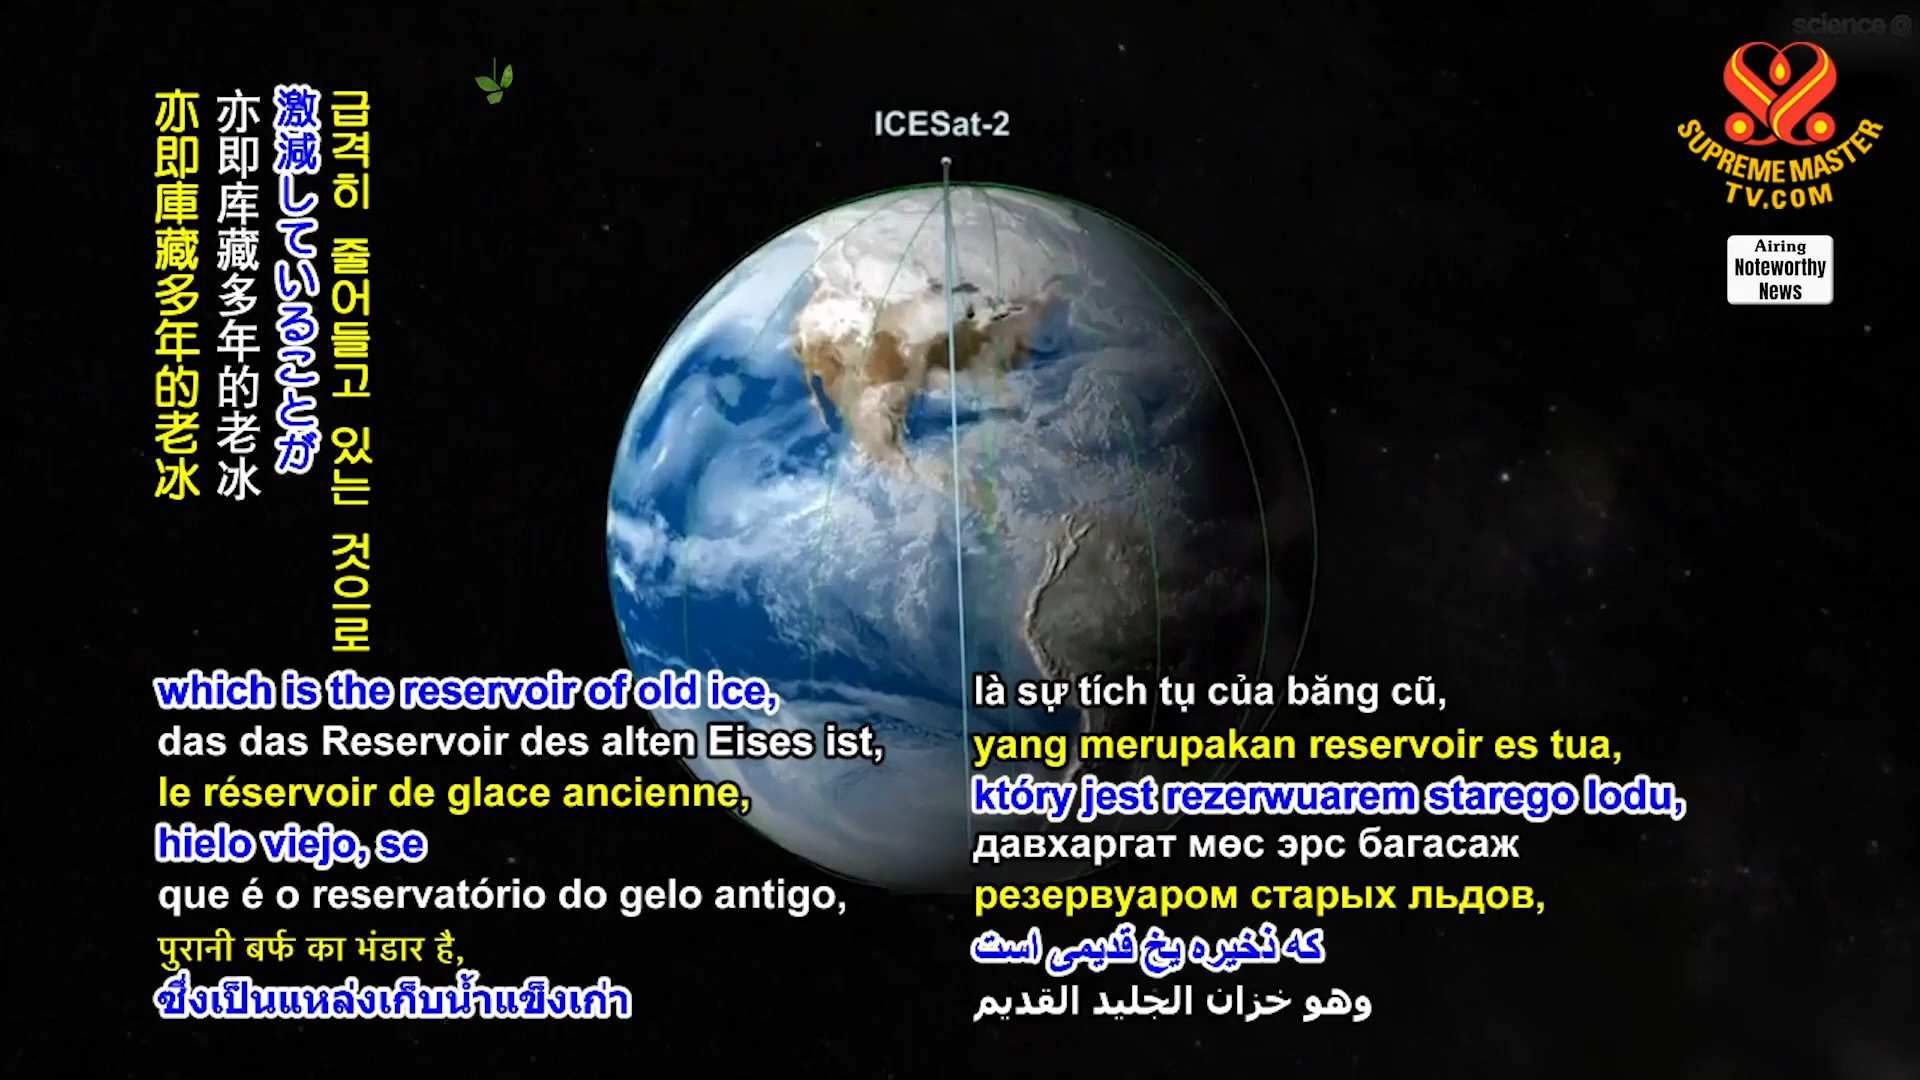 science @
ICESat-2
SUPREME MASTER
TV.COM
Airing
Noteworthy
News
급격히 줄어들고 있는 것으로
激減していることが
亦即库藏多年的老冰
亦即庫藏多年的老冰
which is the reservoir of old ice,
das das Reservoir des alten Eises ist,
le réservoir de glace ancienne,
hielo viejo, se
que é o reservatório do gelo antigo,
पुरानी बर्फ का भंडार है,
ซึ่งเป็นแหล่งเก็บน้ำแข็งเก่า
là sự tích tụ của băng cũ,
yang merupakan reservoir es tua,
który jest rezerwuarem starego lodu,
давхаргат мөс эрс багасаж
резервуаром старых льдов,
که ذخیره یخ قدیمی است
وهو خزان الجليد القديم